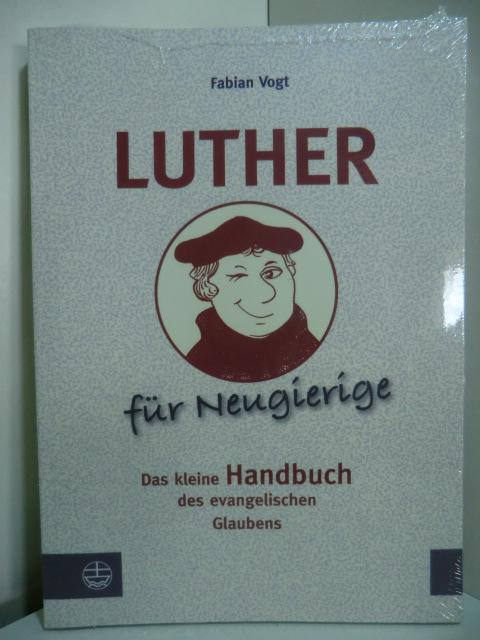 Fabian Vogt
LUTHER
für Neugierige
Das kleine Handbuch
des evangelischen
Glaubens